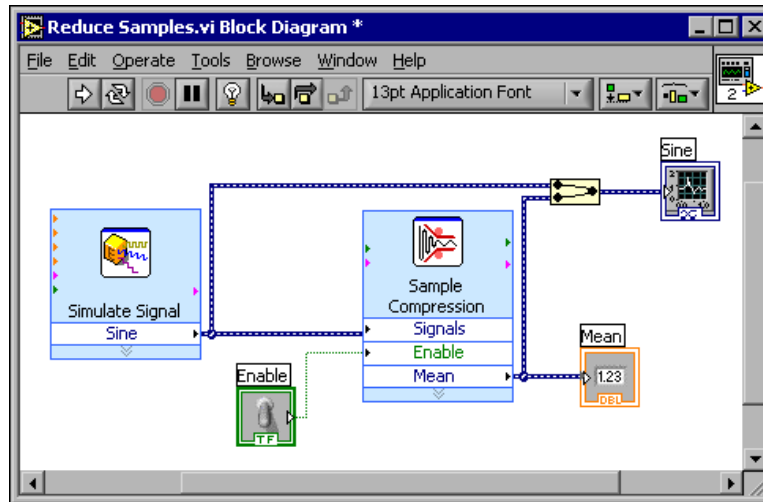 Reduce Samples.vi Block Diagram *
File Edit Operate Tools Browse Window Help
13pt Application Font
2
Sine
Simulate Signal
Sine
Sample
Compression
Signals
Enable
Mean
Enable
TF
Mean
1.23
DBL